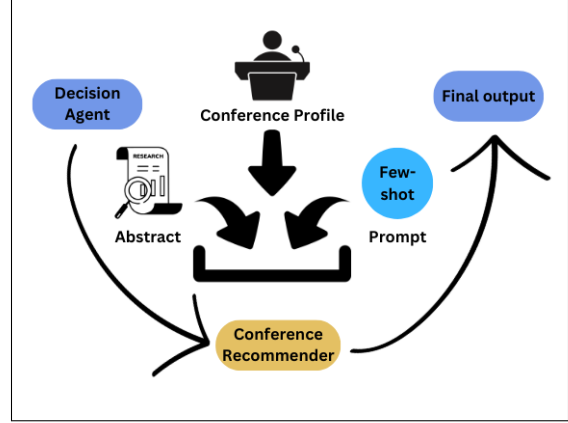 Decision
Agent
Conference Profile
Final output
RESEARCH
Abstract
Few-
shot
Prompt
Conference
Recommender